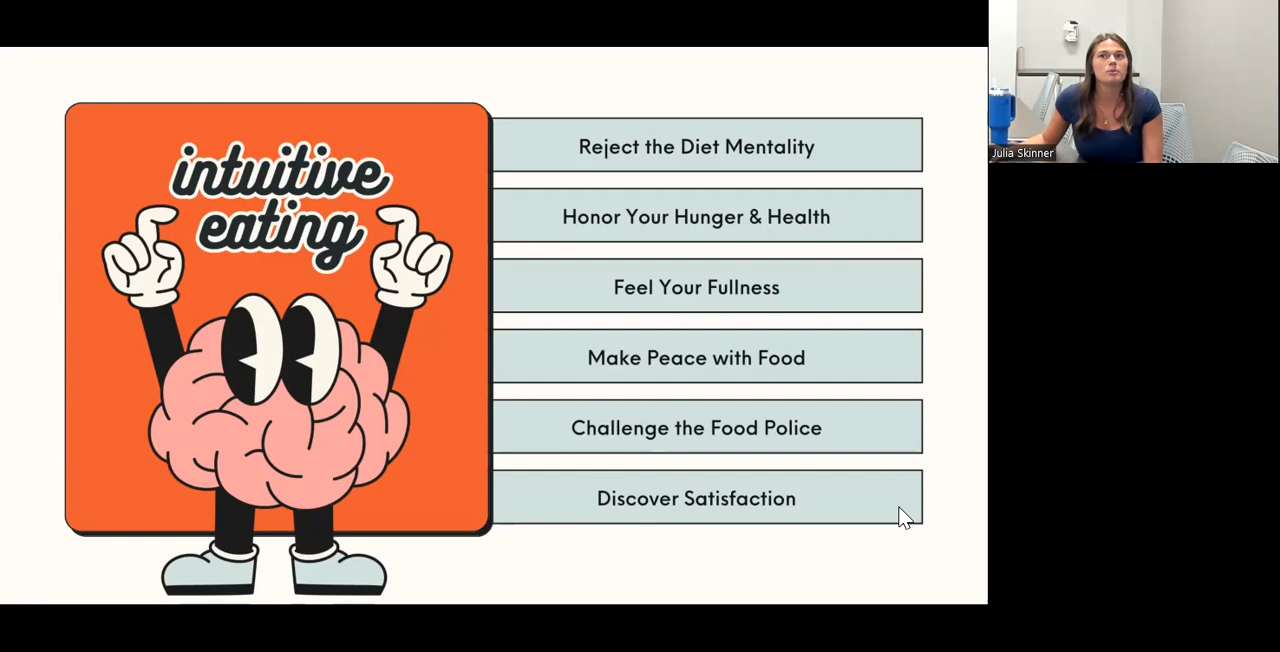 intuitive
eating
Reject the Diet Mentality
Honor Your Hunger & Health
Feel Your Fullness
Make Peace with Food
Challenge the Food Police
Discover Satisfaction
Julia Skinner